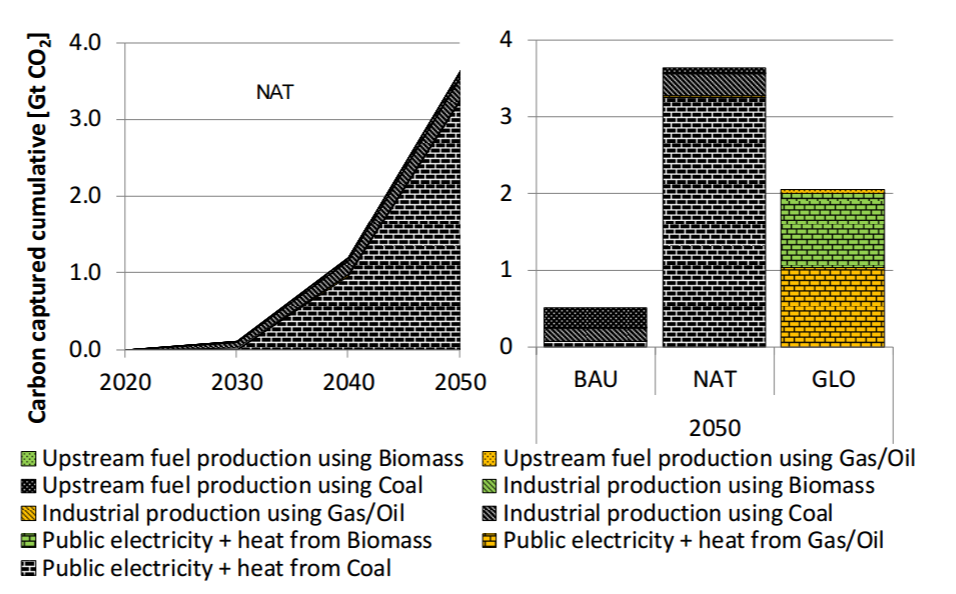 Carbon captured cumulative [Gt CO₂]
4.0
3.0
2.0
1.0
0.0
NAT
2020 2030 2040 2050
4
3
2
1
0
BAU NAT GLO
2050
Upstream fuel production using Biomass
Upstream fuel production using Gas/Oil
Upstream fuel production using Coal
Industrial production using Biomass
Industrial production using Gas/Oil
Industrial production using Coal
Public electricity + heat from Biomass
Public electricity + heat from Gas/Oil
Public electricity + heat from Coal